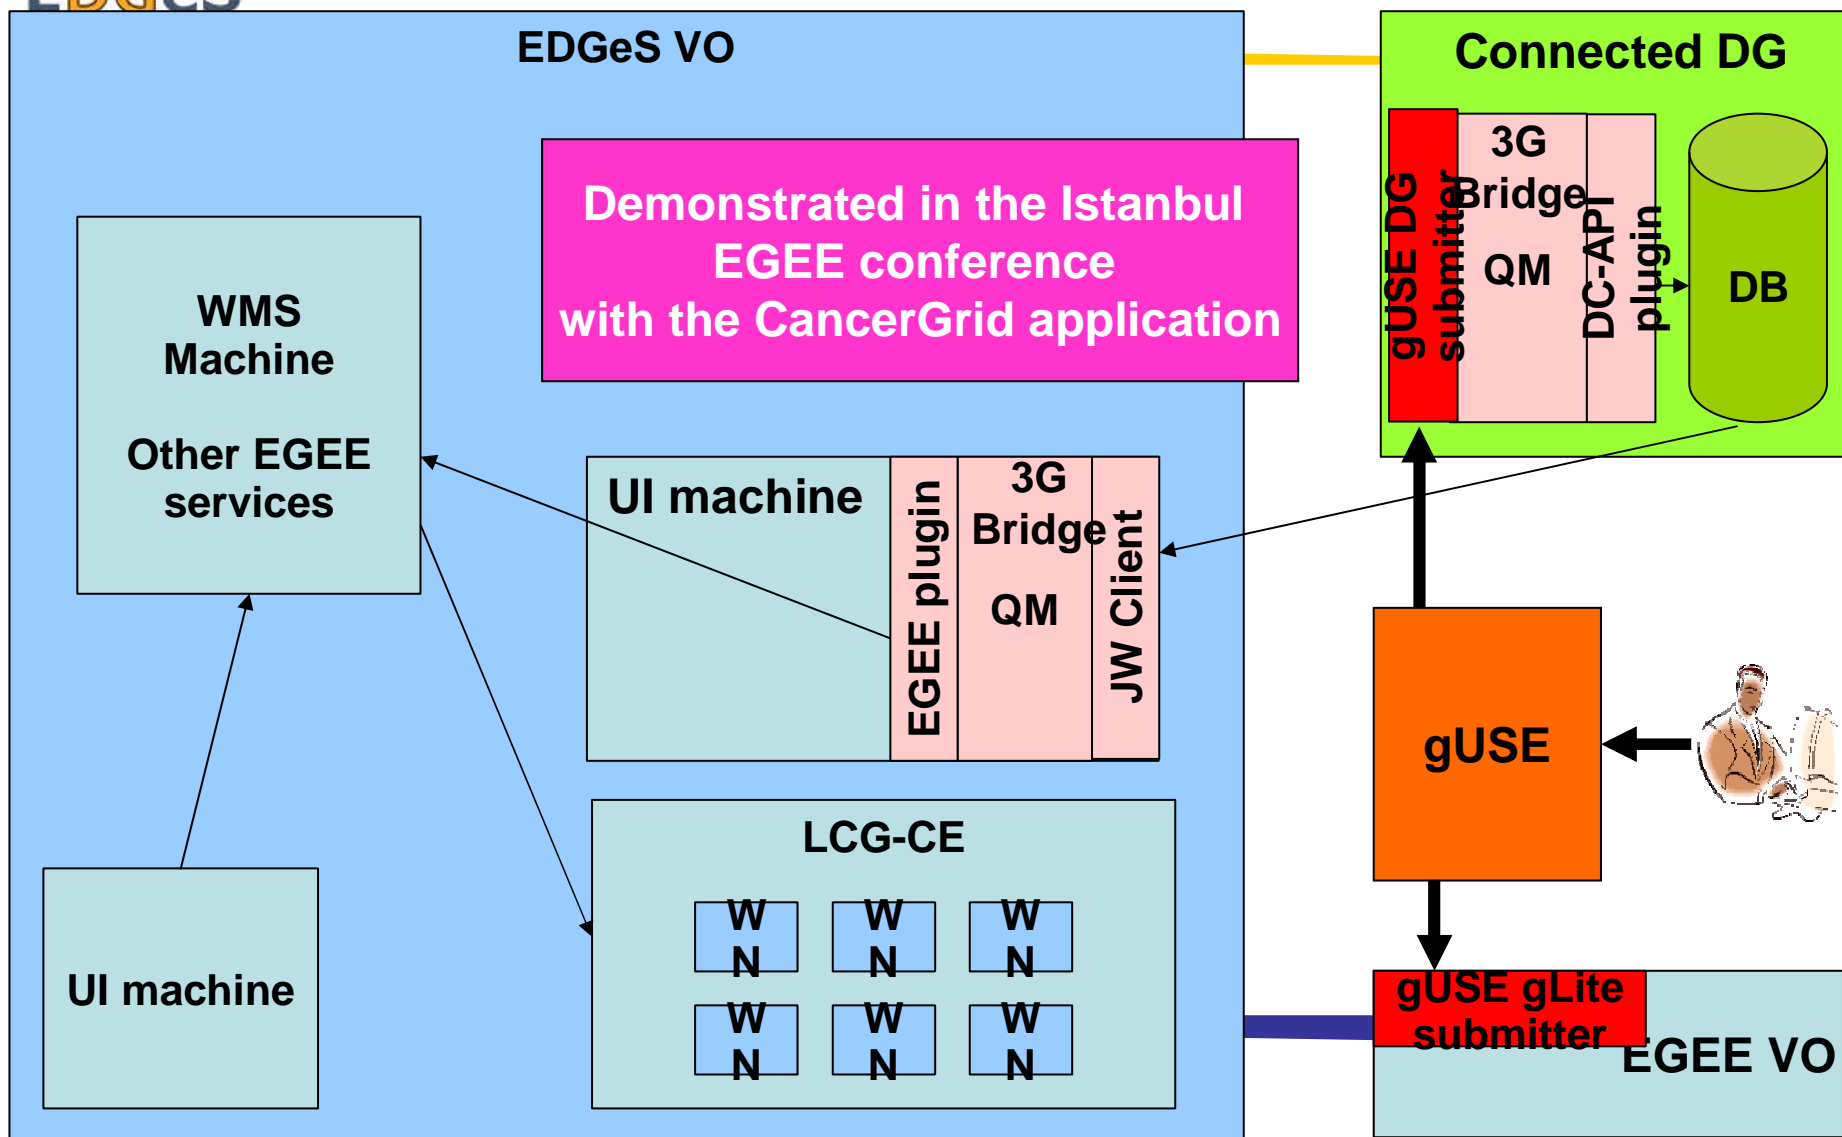 EDGeS
EDGeS VO
Connected DG
Demonstrated in the Istanbul
EGEE conference
with the CancerGrid application
gUSE DG
submitter
3G
Bridge
QM
DC-API
plugin
DB
WMS
Machine
Other EGEE
services
UI machine
EGEE plugin
3G
Bridge
QM
JW Client
gUSE
LCG-CE
W
N
W
N
W
N
W
N
W
N
W
N
UI machine
gUSE gLite
submitter
EGEE VO